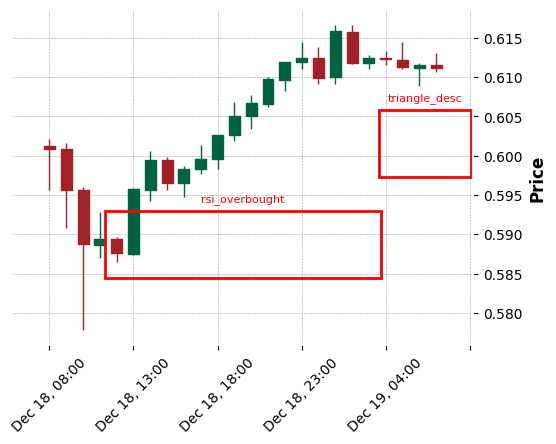 0.615
0.610
triangle_desc
0.605
0.600
Price
0.595
rsi_overbought
0.590
0.585
0.580
Dec 18, 08:00
Dec 18, 13:00
Dec 18, 18:00
Dec 18, 23:00
Dec 19, 04:00